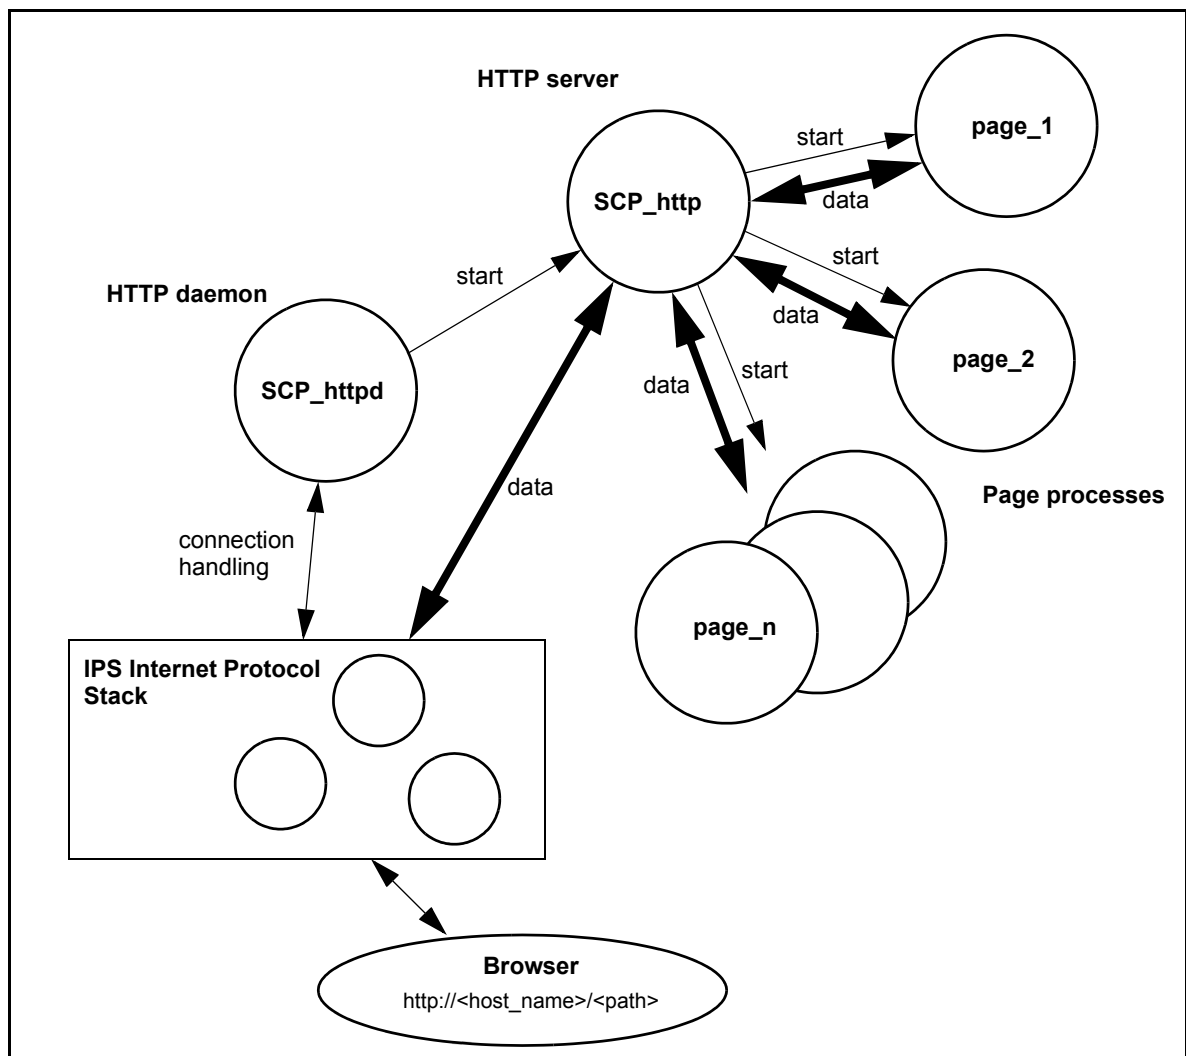 HTTP server
page_1
start
SCP_http
data
start
start
HTTP daemon
data
page_2
start
data
SCP_httpd
data
Page processes
connection
handling
page_n
IPS Internet Protocol
Stack
Browser
http://<host_name>/<path>